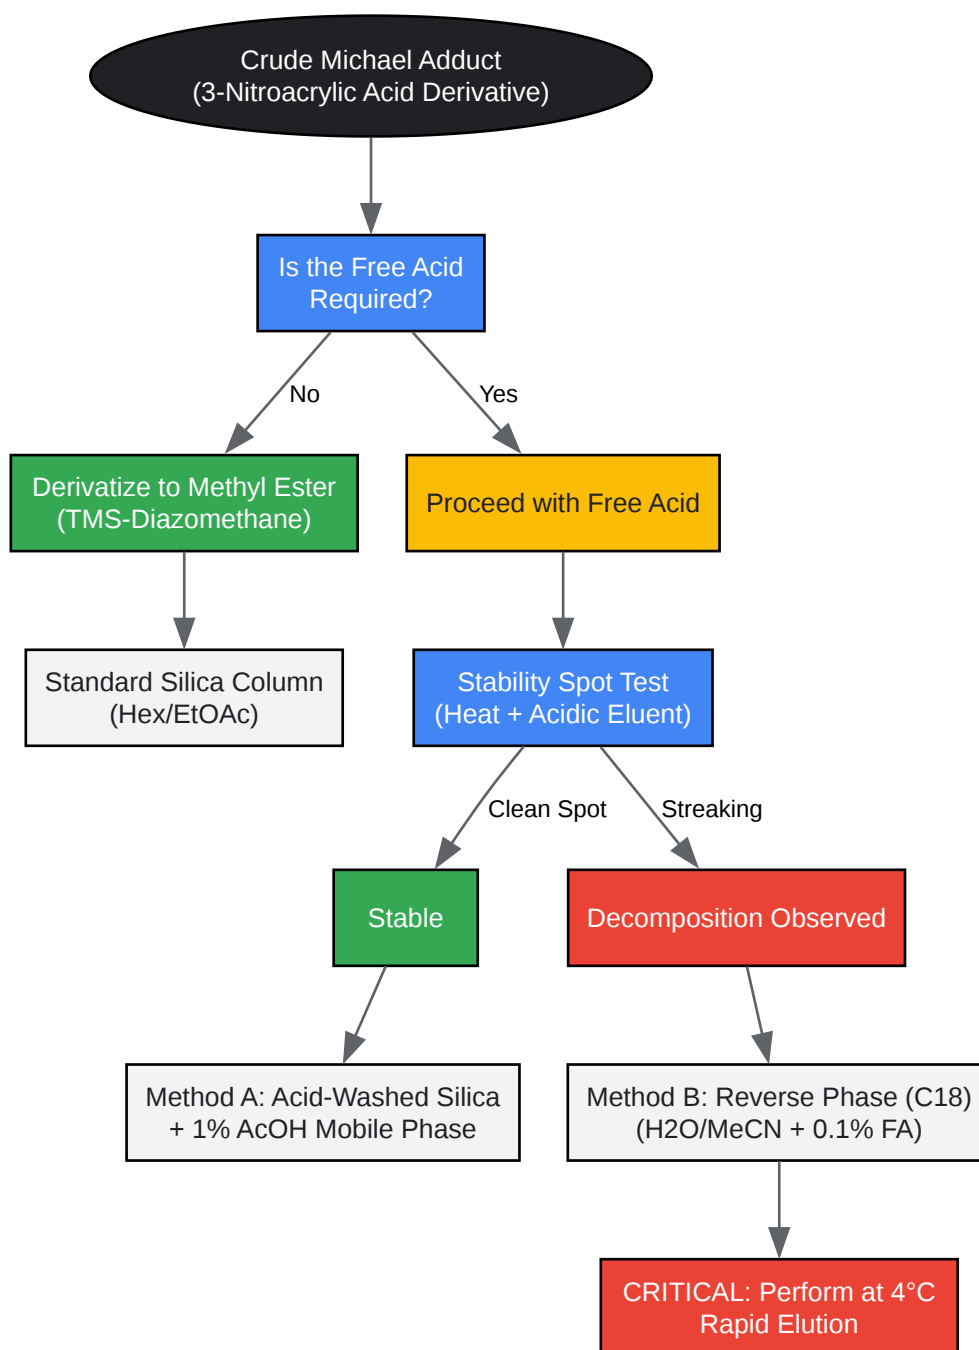 Crude Michael Adduct
(3-Nitroacrylic Acid Derivative)
Is the Free Acid
Required?
No
Yes
Derivatize to Methyl Ester
(TMS-Diazomethane)
Proceed with Free Acid
Standard Silica Column
(Hex/EtOAc)
Stability Spot Test
(Heat + Acidic Eluent)
Clean Spot
Streaking
Stable
Decomposition Observed
Method A: Acid-Washed Silica
+ 1% AcOH Mobile Phase
Method B: Reverse Phase (C18)
(H2O/MeCN + 0.1% FA)
CRITICAL: Perform at 4°C
Rapid Elution